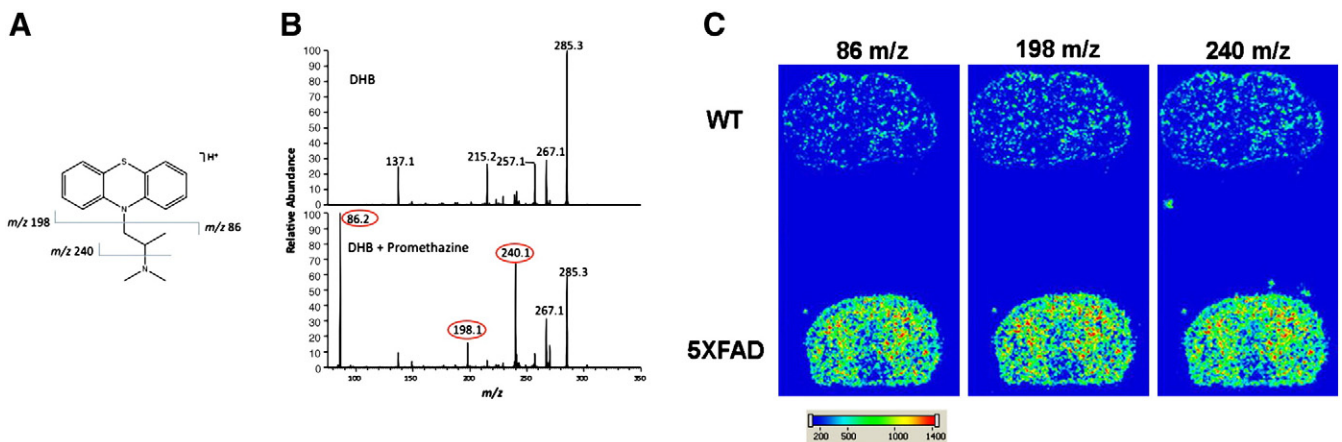 A
S
N
N
H⁺
m/z 198
m/z 86
m/z 240
B
Relative Abundance
100
90
80
70
60
50
40
30
20
10
0
DHB
137.1
215.2
257.1
267.1
285.3
100
90
80
70
60
50
40
30
20
10
0
86.2
DHB + Promethazine
240.1
198.1
267.1
285.3
100
150
200
250
300
350
m/z
C
86 m/z
198 m/z
240 m/z
WT
5XFAD
200 500 1000 1400